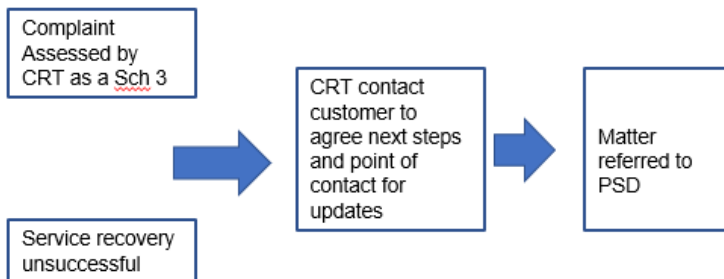 Complaint
Assessed by
CRT as a Sch 3
Service recovery
unsuccessful
CRT contact
customer to
agree next steps
and point of
contact for
updates
Matter
referred to
PSD